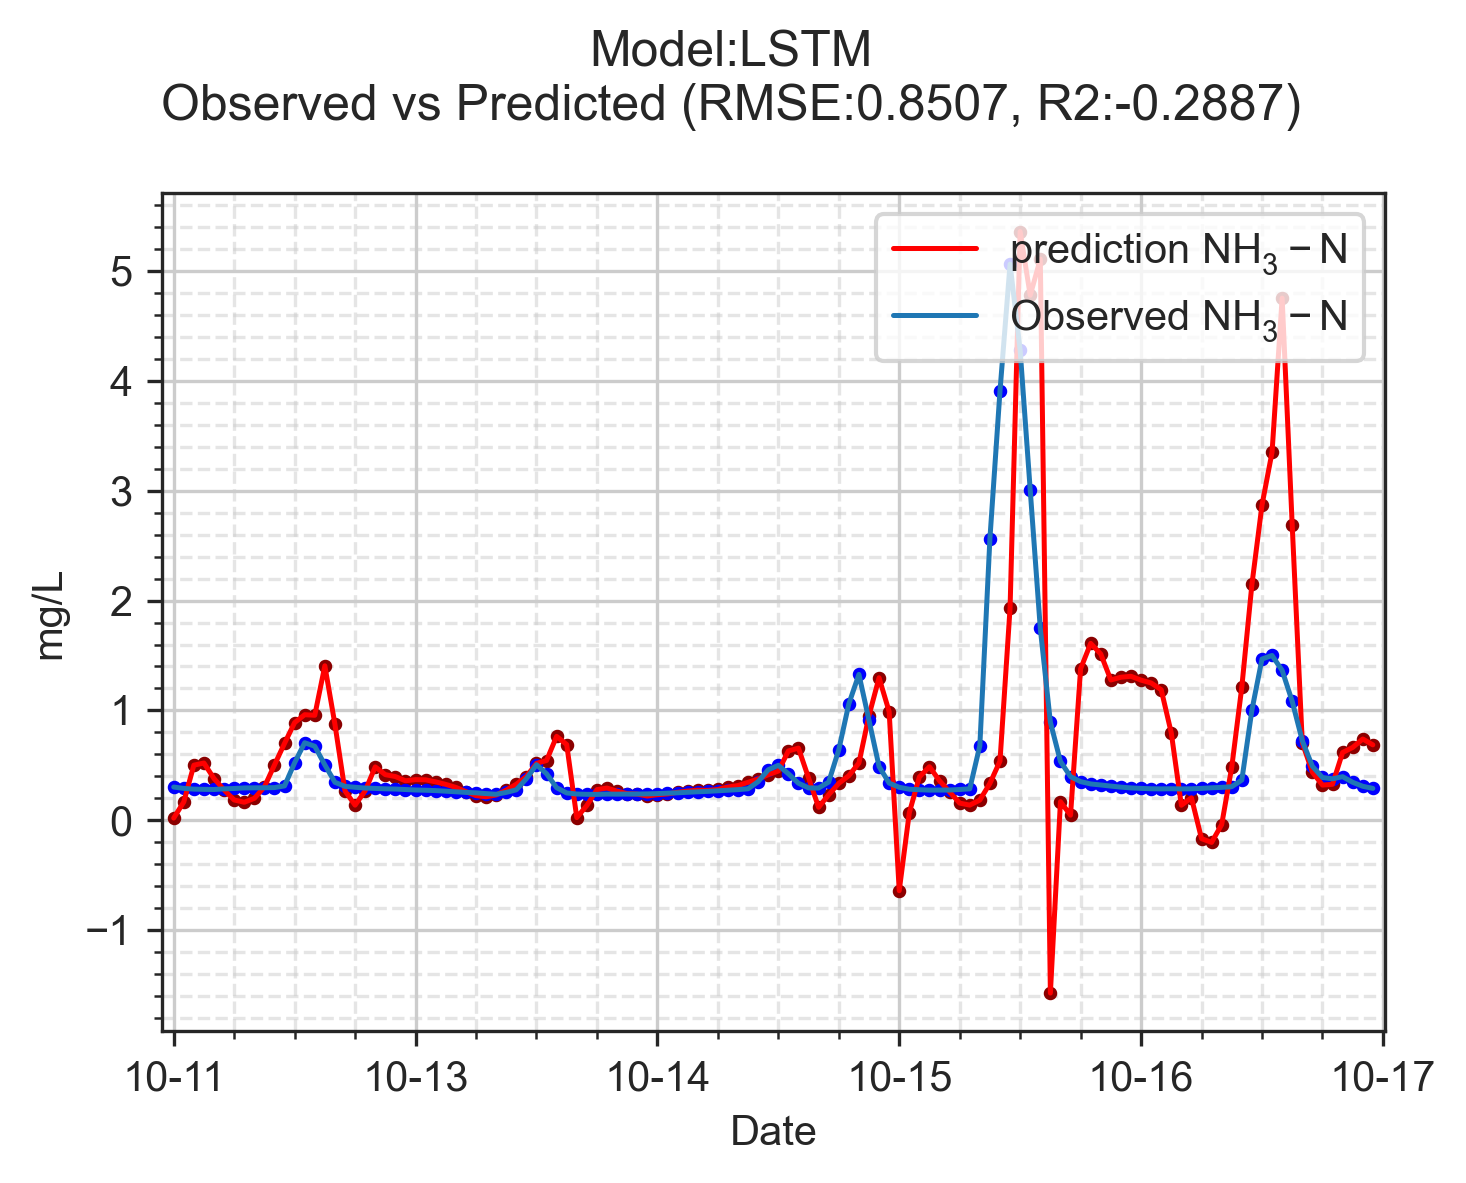 Model:LSTM
Observed vs Predicted (RMSE:0.8507, R2:-0.2887)
prediction NH₃ − N
Observed NH₃ − N
5
4
3
2
1
0
−1
mg/L
10-11 10-13 10-14 10-15 10-16 10-17
Date